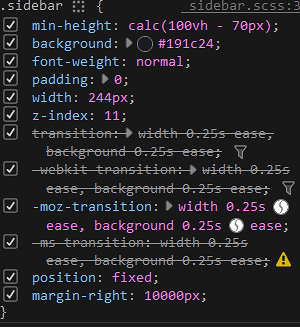 .sidebar { _sidebar.scss:3
min-height: calc(100vh - 70px);
background: #191c24;
font-weight: normal;
padding: 0;
width: 244px;
z-index: 11;
transition: width 0.25s ease,
background 0.25s ease;
-webkit-transition: width 0.25s
ease, background 0.25s ease;
-moz-transition: width 0.25s
ease, background 0.25s ease;
-ms-transition: width 0.25s
ease, background 0.25s ease;
position: fixed;
margin-right: 10000px;
}